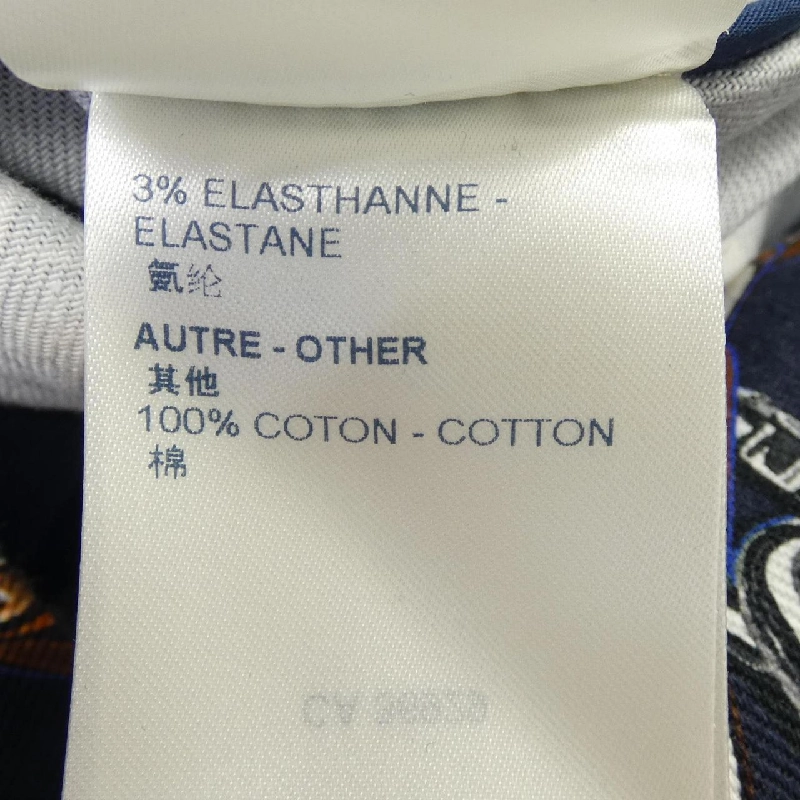 3% ELASTHANNE -
ELASTANE
氨纶
AUTRE - OTHER
其他
100% COTON - COTTON
棉